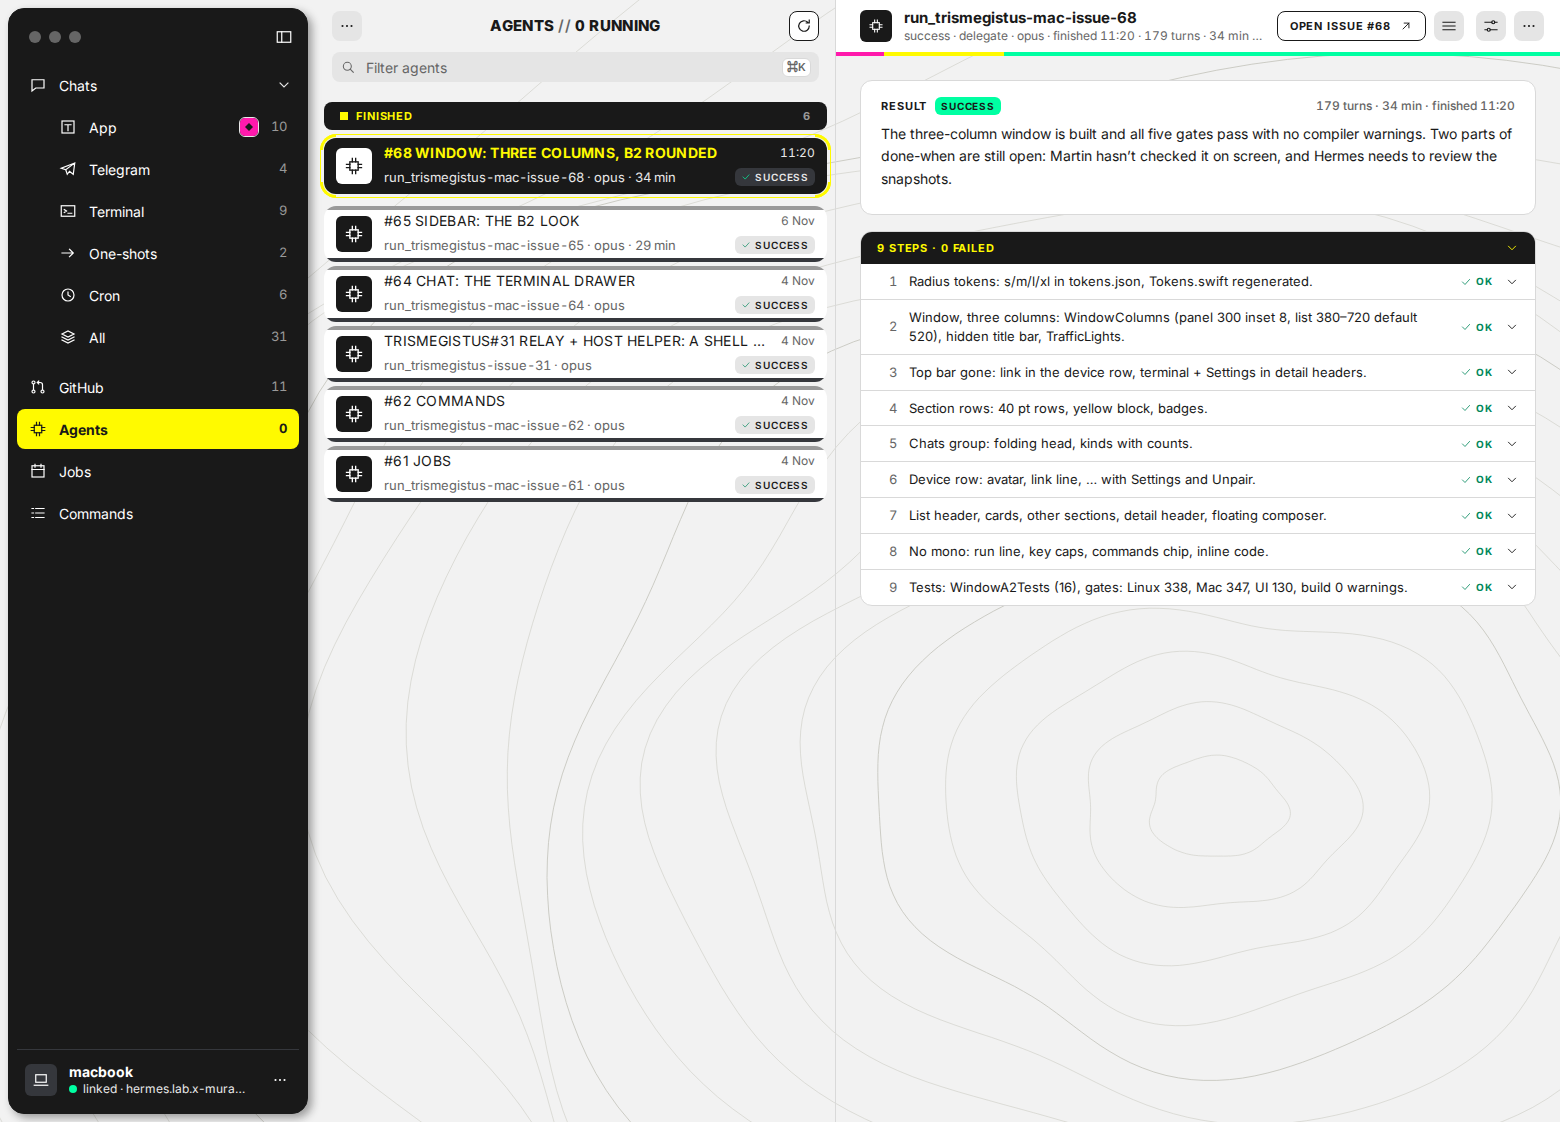 Chats
App 10
Telegram 4
Terminal 9
One-shots 2
Cron 6
All 31
GitHub 11
Agents 0
Jobs
Commands
macbook
linked · hermes.lab.x-mura...
AGENTS // 0 RUNNING
Filter agents ⌘K
FINISHED 6
#68 WINDOW: THREE COLUMNS, B2 ROUNDED 11:20
run_trismegistus-mac-issue-68 · opus · 34 min SUCCESS
#65 SIDEBAR: THE B2 LOOK 6 Nov
run_trismegistus-mac-issue-65 · opus · 29 min SUCCESS
#64 CHAT: THE TERMINAL DRAWER 4 Nov
run_trismegistus-mac-issue-64 · opus SUCCESS
TRISMEGISTUS#31 RELAY + HOST HELPER: A SHELL ... 4 Nov
run_trismegistus-issue-31 · opus SUCCESS
#62 COMMANDS 4 Nov
run_trismegistus-mac-issue-62 · opus SUCCESS
#61 JOBS 4 Nov
run_trismegistus-mac-issue-61 · opus SUCCESS
run_trismegistus-mac-issue-68
success · delegate · opus · finished 11:20 · 179 turns · 34 min ...
OPEN ISSUE #68
RESULT SUCCESS 179 turns · 34 min · finished 11:20
The three-column window is built and all five gates pass with no compiler warnings. Two parts of
done-when are still open: Martin hasn’t checked it on screen, and Hermes needs to review the
snapshots.
9 STEPS · 0 FAILED
1 Radius tokens: s/m/l/xl in tokens.json, Tokens.swift regenerated. OK
2 Window, three columns: WindowColumns (panel 300 inset 8, list 380–720 default
520), hidden title bar, TrafficLights. OK
3 Top bar gone: link in the device row, terminal + Settings in detail headers. OK
4 Section rows: 40 pt rows, yellow block, badges. OK
5 Chats group: folding head, kinds with counts. OK
6 Device row: avatar, link line, ... with Settings and Unpair. OK
7 List header, cards, other sections, detail header, floating composer. OK
8 No mono: run line, key caps, commands chip, inline code. OK
9 Tests: WindowA2Tests (16), gates: Linux 338, Mac 347, UI 130, build 0 warnings. OK